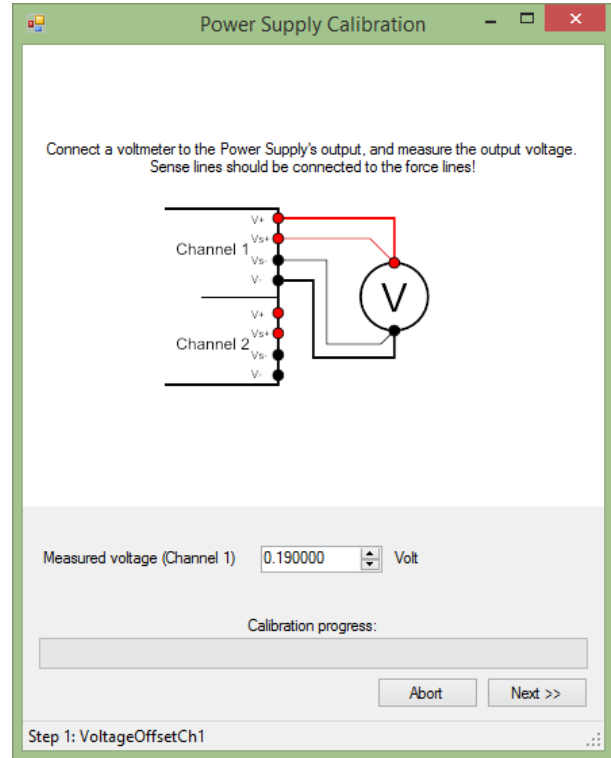 Power Supply Calibration
Connect a voltmeter to the Power Supply's output, and measure the output voltage.
Sense lines should be connected to the force lines!
V+
Channel 1 Vs+
Vs-
V-
V
V+
Vs+
Channel 2 Vs-
V-
Measured voltage (Channel 1) 0.190000 Volt
Calibration progress:
Abort Next >>
Step 1: VoltageOffsetCh1